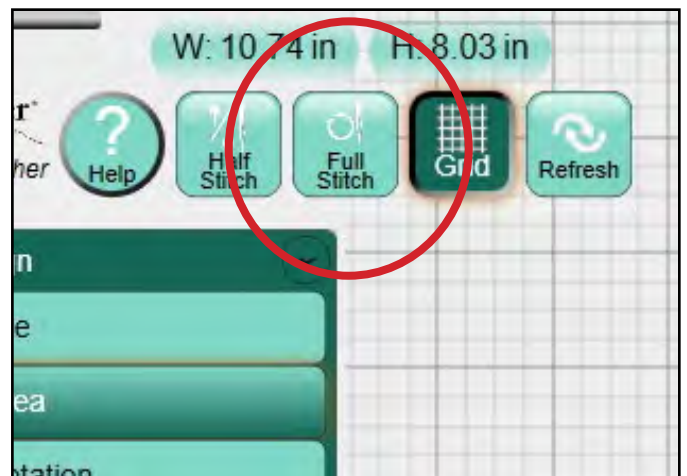 W: 10.74 in H: 8.03 in
?
Help
Half
Stitch
Full
Stitch
Grid
Refresh
n
e
ea